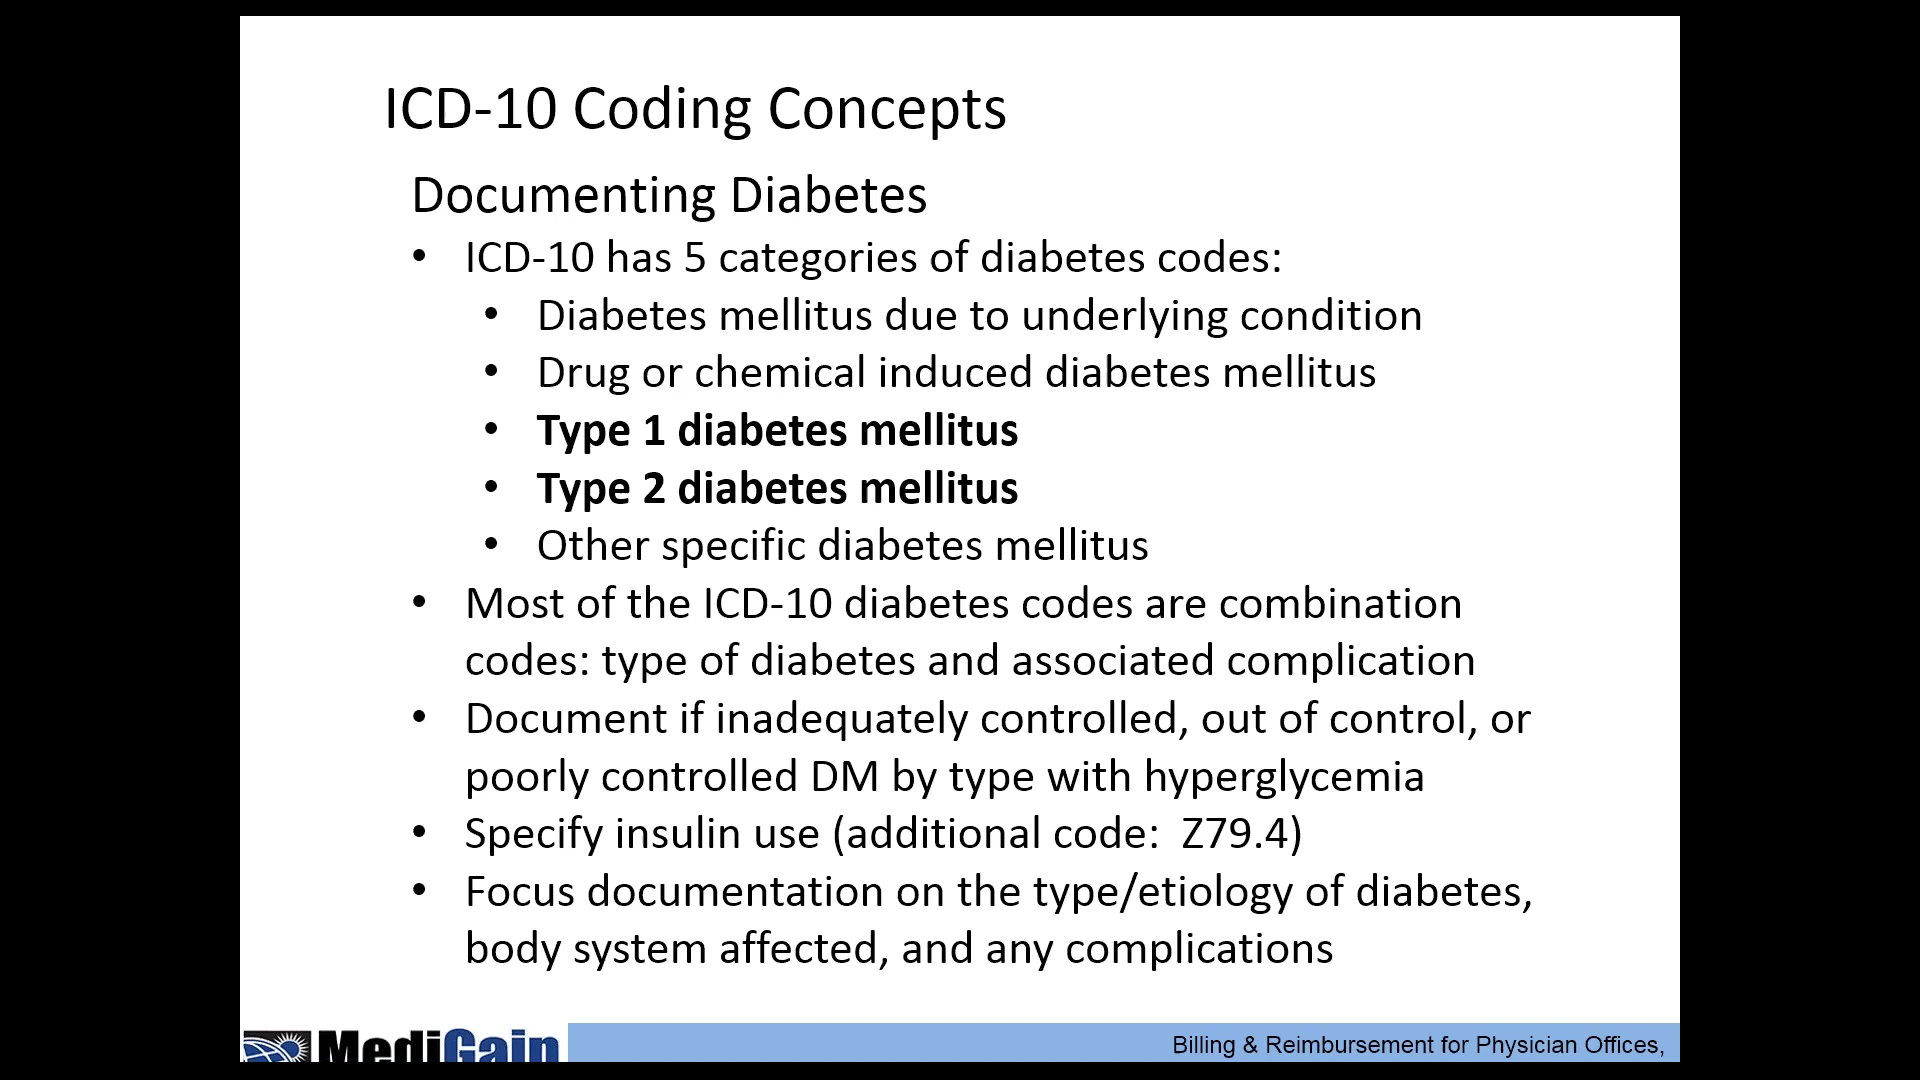 ICD-10 Coding Concepts
Documenting Diabetes
• ICD-10 has 5 categories of diabetes codes:
• Diabetes mellitus due to underlying condition
• Drug or chemical induced diabetes mellitus
• Type 1 diabetes mellitus
• Type 2 diabetes mellitus
• Other specific diabetes mellitus
• Most of the ICD-10 diabetes codes are combination
codes: type of diabetes and associated complication
• Document if inadequately controlled, out of control, or
poorly controlled DM by type with hyperglycemia
• Specify insulin use (additional code:  Z79.4)
• Focus documentation on the type/etiology of diabetes,
body system affected, and any complications
MediGain
Billing & Reimbursement for Physician Offices,